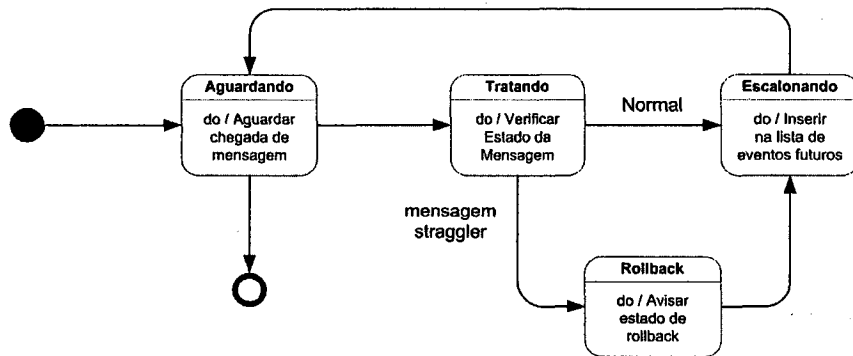 Aguardando
do / Aguardar
chegada de
mensagem
Tratando
do / Verificar
Estado da
Mensagem
Normal
Escalonando
do / Inserir
na lista de
eventos futuros
mensagem
straggler
Rollback
do / Avisar
estado de
rollback